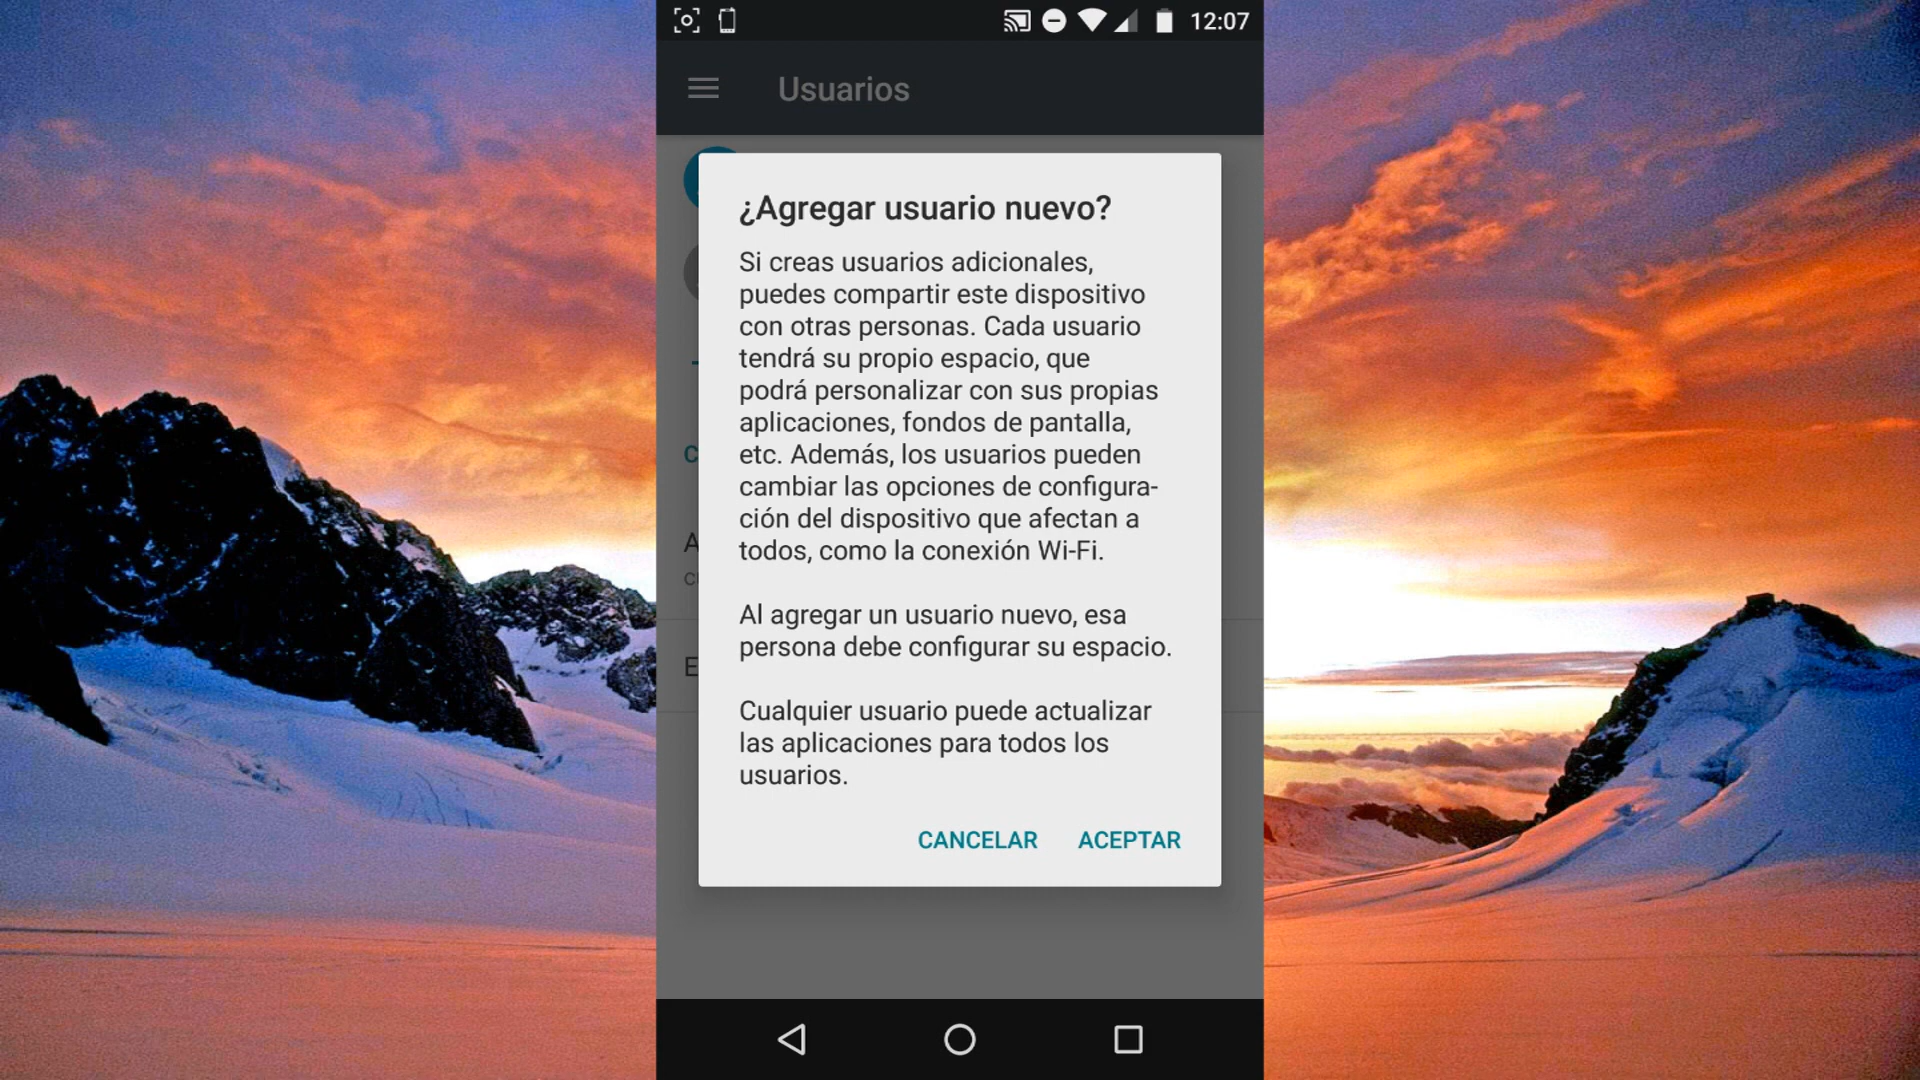 12:07
Usuarios
¿Agregar usuario nuevo?
Si creas usuarios adicionales,
puedes compartir este dispositivo
con otras personas. Cada usuario
tendrá su propio espacio, que
podrá personalizar con sus propias
aplicaciones, fondos de pantalla,
etc. Además, los usuarios pueden
cambiar las opciones de configura-
ción del dispositivo que afectan a
todos, como la conexión Wi-Fi.
Al agregar un usuario nuevo, esa
persona debe configurar su espacio.
Cualquier usuario puede actualizar
las aplicaciones para todos los
usuarios.
CANCELAR ACEPTAR